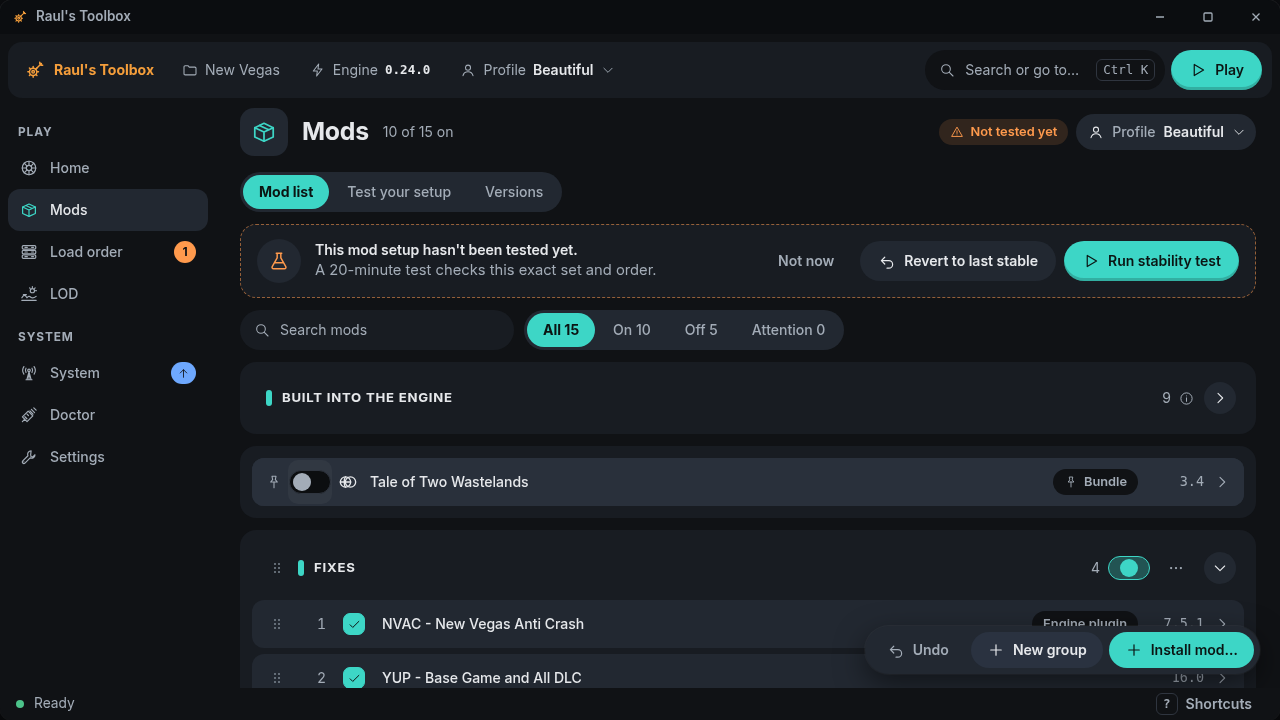 Raul's Toolbox
Raul's Toolbox
New Vegas
Engine 0.24.0
Profile Beautiful
Search or go to...
Ctrl K
Play
PLAY
Home
Mods
Load order
1
LOD
SYSTEM
System
Doctor
Settings
Mods
10 of 15 on
Not tested yet
Profile Beautiful
Mod list
Test your setup
Versions
This mod setup hasn't been tested yet.
A 20-minute test checks this exact set and order.
Not now
Revert to last stable
Run stability test
Search mods
All 15
On 10
Off 5
Attention 0
BUILT INTO THE ENGINE
9
Tale of Two Wastelands
Bundle
3.4
FIXES
4
1
NVAC - New Vegas Anti Crash
Engine plugin
7.5.1
2
YUP - Base Game and All DLC
16.0
Undo
New group
Install mod...
Ready
? Shortcuts